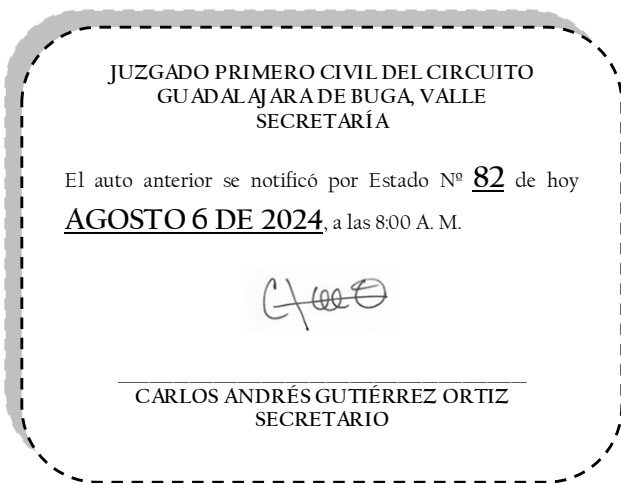 JUZGADO PRIMERO CIVIL DEL CIRCUITO
GUADALAJARA DE BUGA, VALLE
SECRETARÍA
El auto anterior se notificó por Estado Nº 82 de hoy
AGOSTO 6 DE 2024, a las 8:00 A. M.
CARLOS ANDRÉS GUTIÉRREZ ORTIZ
SECRETARIO